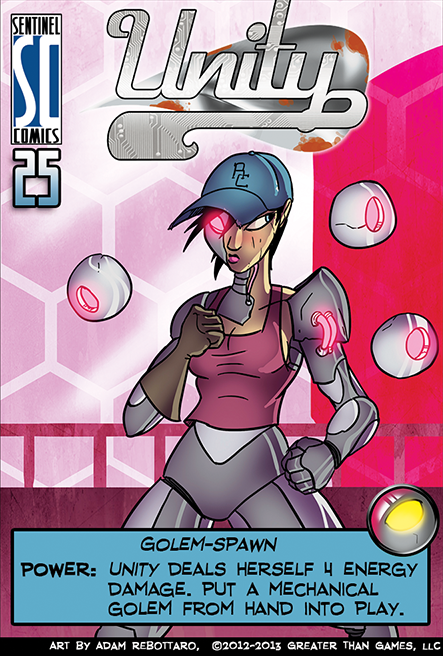 SENTINEL
SC
COMICS
25
Unity
GOLEM-SPAWN
POWER: UNITY DEALS HERSELF 4 ENERGY
DAMAGE. PUT A MECHANICAL
GOLEM FROM HAND INTO PLAY.
ART BY ADAM REBOTTARO, ©2012-2013 GREATER THAN GAMES, LLC